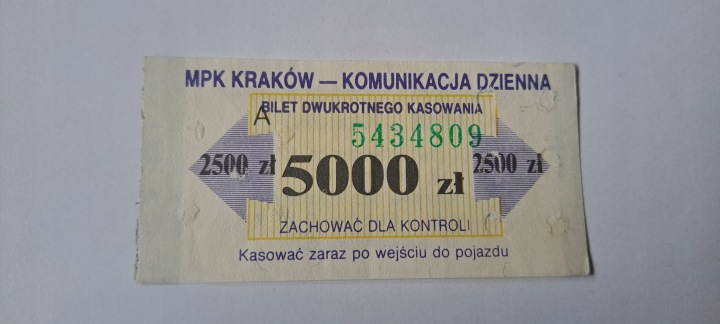 MPK KRAKÓW — KOMUNIKACJA DZIENNA
BILET DWUKROTNEGO KASOWANIA
A
5434809
2500 zł 5000 zł 2500 zł
ZACHOWAĆ DLA KONTROLI
Kasować zaraz po wejściu do pojazdu